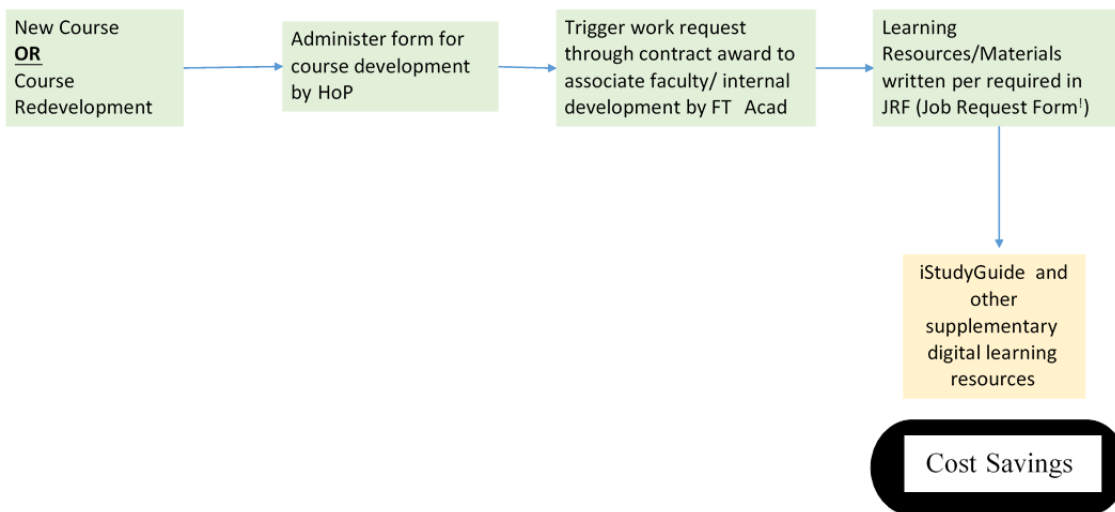 New Course
OR
Course
Redevelopment
Administer form for
course development
by HoP
Trigger work request
through contract award to
associate faculty/ internal
development by FT Acad
Learning
Resources/Materials
written per required in
JRF (Job Request Form!)
iStudyGuide and
other
supplementary
digital learning
resources
Cost Savings